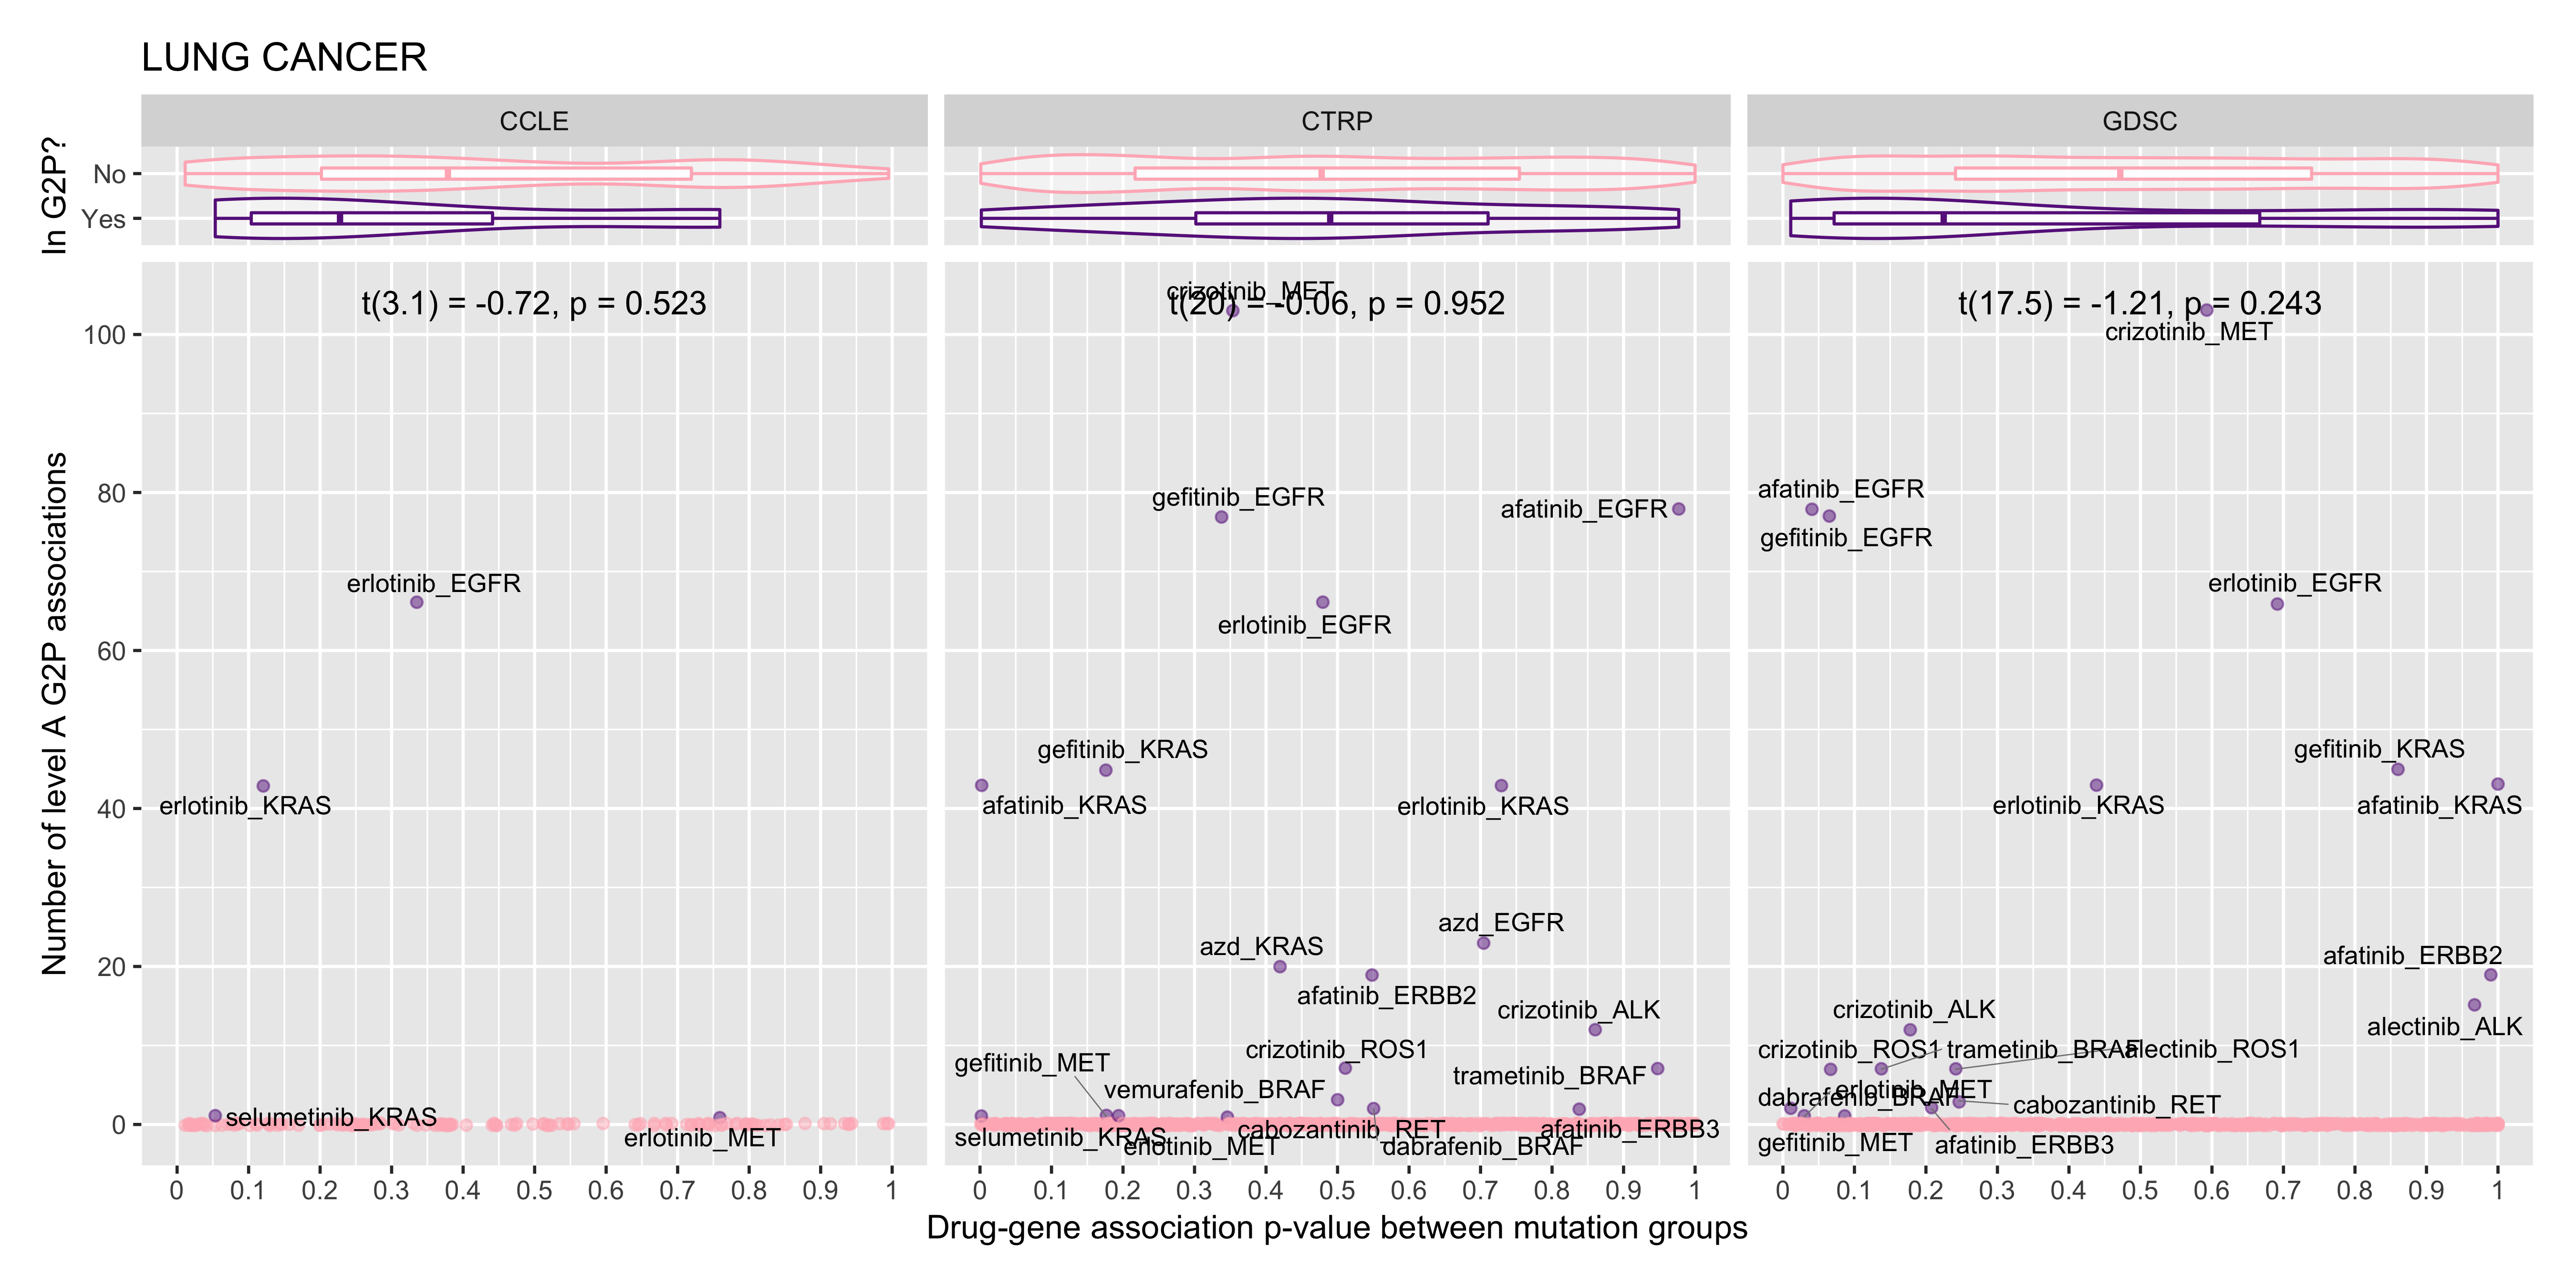 LUNG CANCER
CCLE
CTRP
GDSC
In G2P?
No
Yes
t(3.1) = -0.72, p = 0.523
erlotinib_EGFR
erlotinib_KRAS
selumetinib_KRAS
erlotinib_MET
crizotinib_MET
t(20) = -0.06, p = 0.952
gefitinib_EGFR
afatinib_EGFR
erlotinib_EGFR
gefitinib_KRAS
afatinib_KRAS
erlotinib_KRAS
azd_EGFR
azd_KRAS
afatinib_ERBB2
crizotinib_ALK
crizotinib_ROS1
gefitinib_MET
trametinib_BRAF
vemurafenib_BRAF
selumetinib_KRAS
erlotinib_MET
cabozantinib_RET
dabrafenib_BRAF
afatinib_ERBB3
t(17.5) = -1.21, p = 0.243
crizotinib_MET
afatinib_EGFR
gefitinib_EGFR
erlotinib_EGFR
gefitinib_KRAS
erlotinib_KRAS
afatinib_KRAS
afatinib_ERBB2
alectinib_ALK
crizotinib_ALK
crizotinib_ROS1
trametinib_BRAF
alectinib_ROS1
erlotinib_MET
dabrafenib_BRAF
cabozantinib_RET
gefitinib_MET
afatinib_ERBB3
Number of level A G2P associations
100
80
60
40
20
0
0 0.1 0.2 0.3 0.4 0.5 0.6 0.7 0.8 0.9 1
0 0.1 0.2 0.3 0.4 0.5 0.6 0.7 0.8 0.9 1
0 0.1 0.2 0.3 0.4 0.5 0.6 0.7 0.8 0.9 1
Drug-gene association p-value between mutation groups